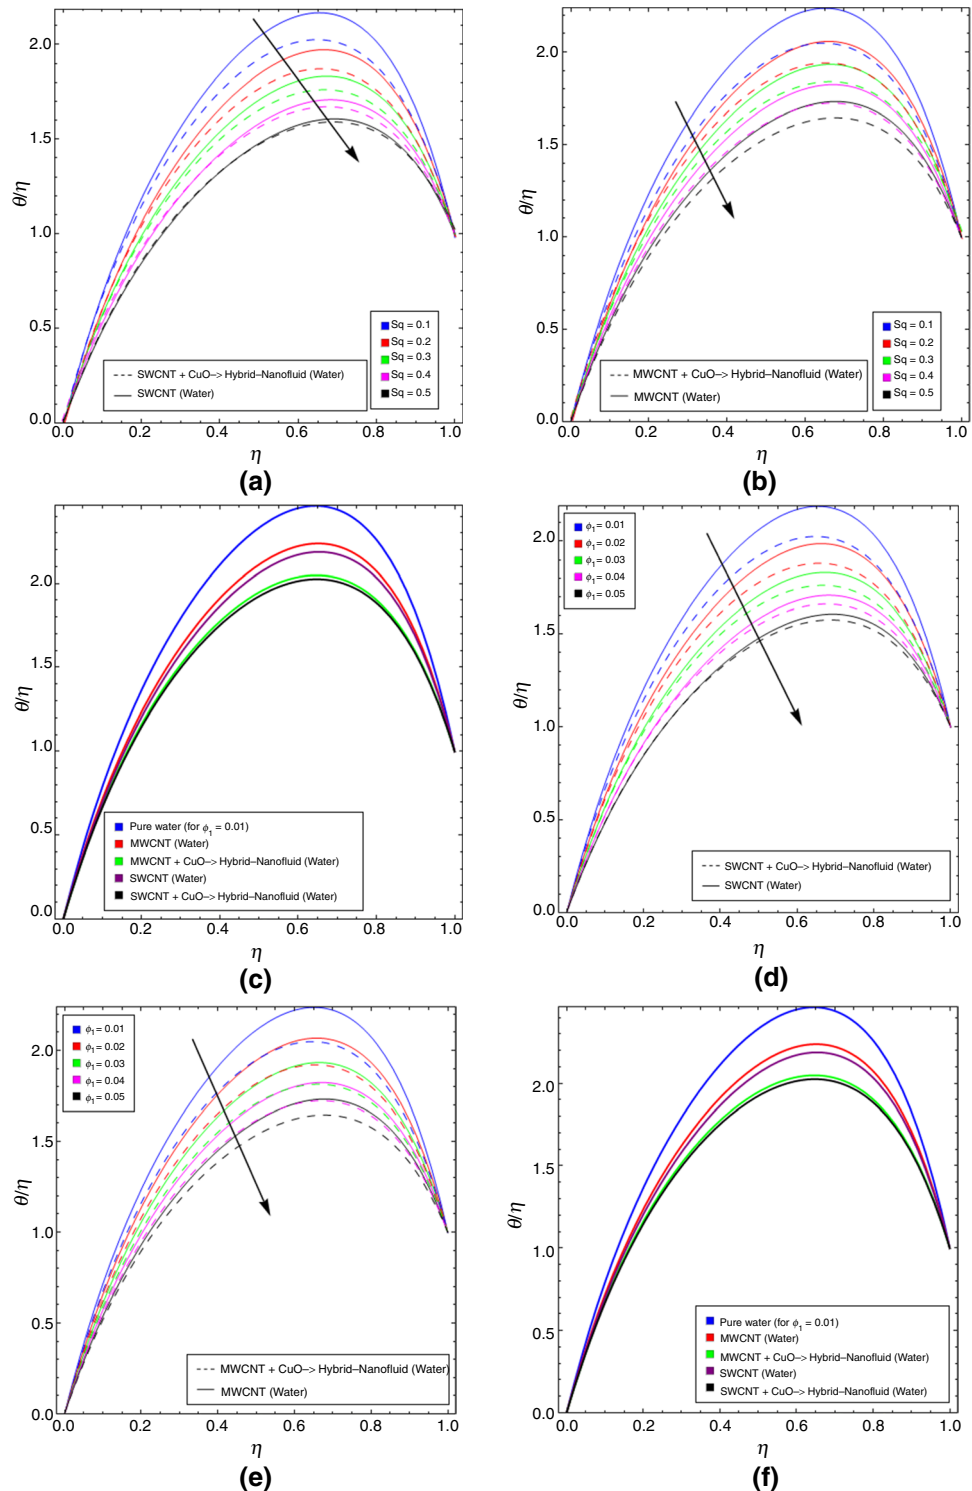 2.0
1.5
1.0
0.5
0.0
θ/η
Sq = 0.1
Sq = 0.2
Sq = 0.3
Sq = 0.4
Sq = 0.5
SWCNT + CuO–> Hybrid–Nanofluid (Water)
SWCNT (Water)
0.0 0.2 0.4 0.6 0.8 1.0
η
(a)
2.0
1.5
1.0
0.5
0.0
θ/η
Sq = 0.1
Sq = 0.2
Sq = 0.3
Sq = 0.4
Sq = 0.5
MWCNT + CuO–> Hybrid–Nanofluid (Water)
MWCNT (Water)
0.0 0.2 0.4 0.6 0.8 1.0
η
(b)
2.0
1.5
1.0
0.5
0.0
θ/η
Pure water (for ϕ₁ = 0.01)
MWCNT (Water)
MWCNT + CuO–> Hybrid–Nanofluid (Water)
SWCNT (Water)
SWCNT + CuO–> Hybrid–Nanofluid (Water)
0.0 0.2 0.4 0.6 0.8 1.0
η
(c)
ϕ₁ = 0.01
ϕ₁ = 0.02
ϕ₁ = 0.03
ϕ₁ = 0.04
ϕ₁ = 0.05
2.0
1.5
1.0
0.5
0.0
θ/η
SWCNT + CuO–> Hybrid–Nanofluid (Water)
SWCNT (Water)
0.0 0.2 0.4 0.6 0.8 1.0
η
(d)
ϕ₁ = 0.01
ϕ₁ = 0.02
ϕ₁ = 0.03
ϕ₁ = 0.04
ϕ₁ = 0.05
2.0
1.5
1.0
0.5
0.0
θ/η
MWCNT + CuO–> Hybrid–Nanofluid (Water)
MWCNT (Water)
0.0 0.2 0.4 0.6 0.8 1.0
η
(e)
2.0
1.5
1.0
0.5
0.0
θ/η
Pure water (for ϕ₁ = 0.01)
MWCNT (Water)
MWCNT + CuO–> Hybrid–Nanofluid (Water)
SWCNT (Water)
SWCNT + CuO–> Hybrid–Nanofluid (Water)
0.0 0.2 0.4 0.6 0.8 1.0
η
(f)